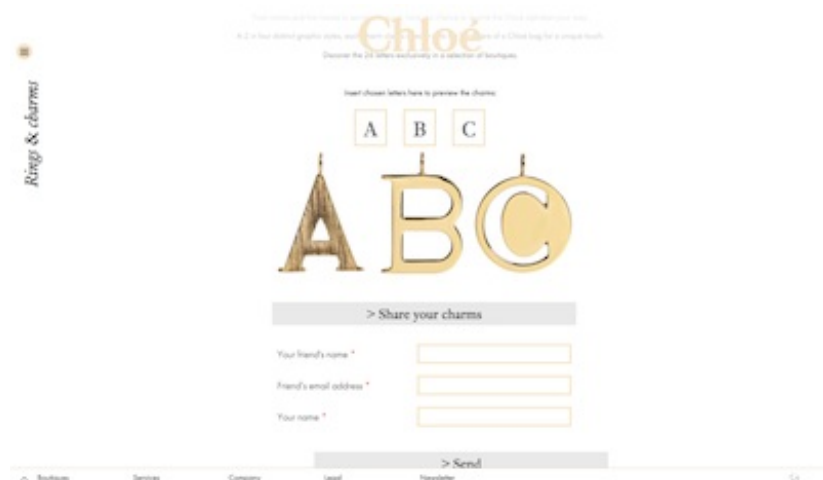 Chloé
Discover the 26 letters exclusively in a selection of boutiques.
Rings & charms
Insert chosen letters here to preview the charms:
A B C
A B C
> Share your charms
Your friend's name *
Friend's email address *
Your name *
> Send
Boutiques Services Company Legal Newsletter